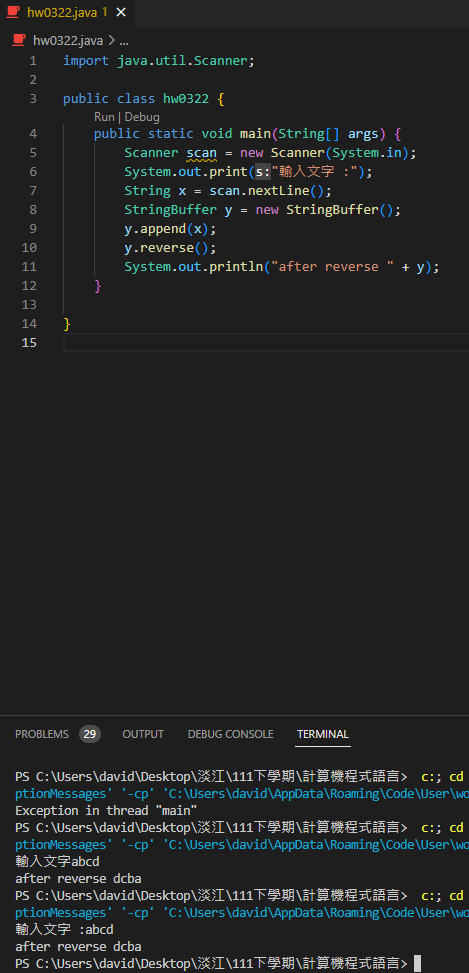 hw0322.java 1 ×
hw0322.java > ...
1 import java.util.Scanner;
2
3 public class hw0322 {
Run | Debug
4 public static void main(String[] args) {
5 Scanner scan = new Scanner(System.in);
6 System.out.print(s:"輸入文字 :");
7 String x = scan.nextLine();
8 StringBuffer y = new StringBuffer();
9 y.append(x);
10 y.reverse();
11 System.out.println("after reverse " + y);
12 }
13
14 }
15
PROBLEMS 29 OUTPUT DEBUG CONSOLE TERMINAL
PS C:\Users\david\Desktop\淡江\111下學期\計算機程式語言> c:; cd
ptionMessages' '-cp' 'C:\Users\david\AppData\Roaming\Code\User\wo
Exception in thread "main"
PS C:\Users\david\Desktop\淡江\111下學期\計算機程式語言> c:; cd
ptionMessages' '-cp' 'C:\Users\david\AppData\Roaming\Code\User\wo
輸入文字abcd
after reverse dcba
PS C:\Users\david\Desktop\淡江\111下學期\計算機程式語言> c:; cd
ptionMessages' '-cp' 'C:\Users\david\AppData\Roaming\Code\User\wo
輸入文字 :abcd
after reverse dcba
PS C:\Users\david\Desktop\淡江\111下學期\計算機程式語言>